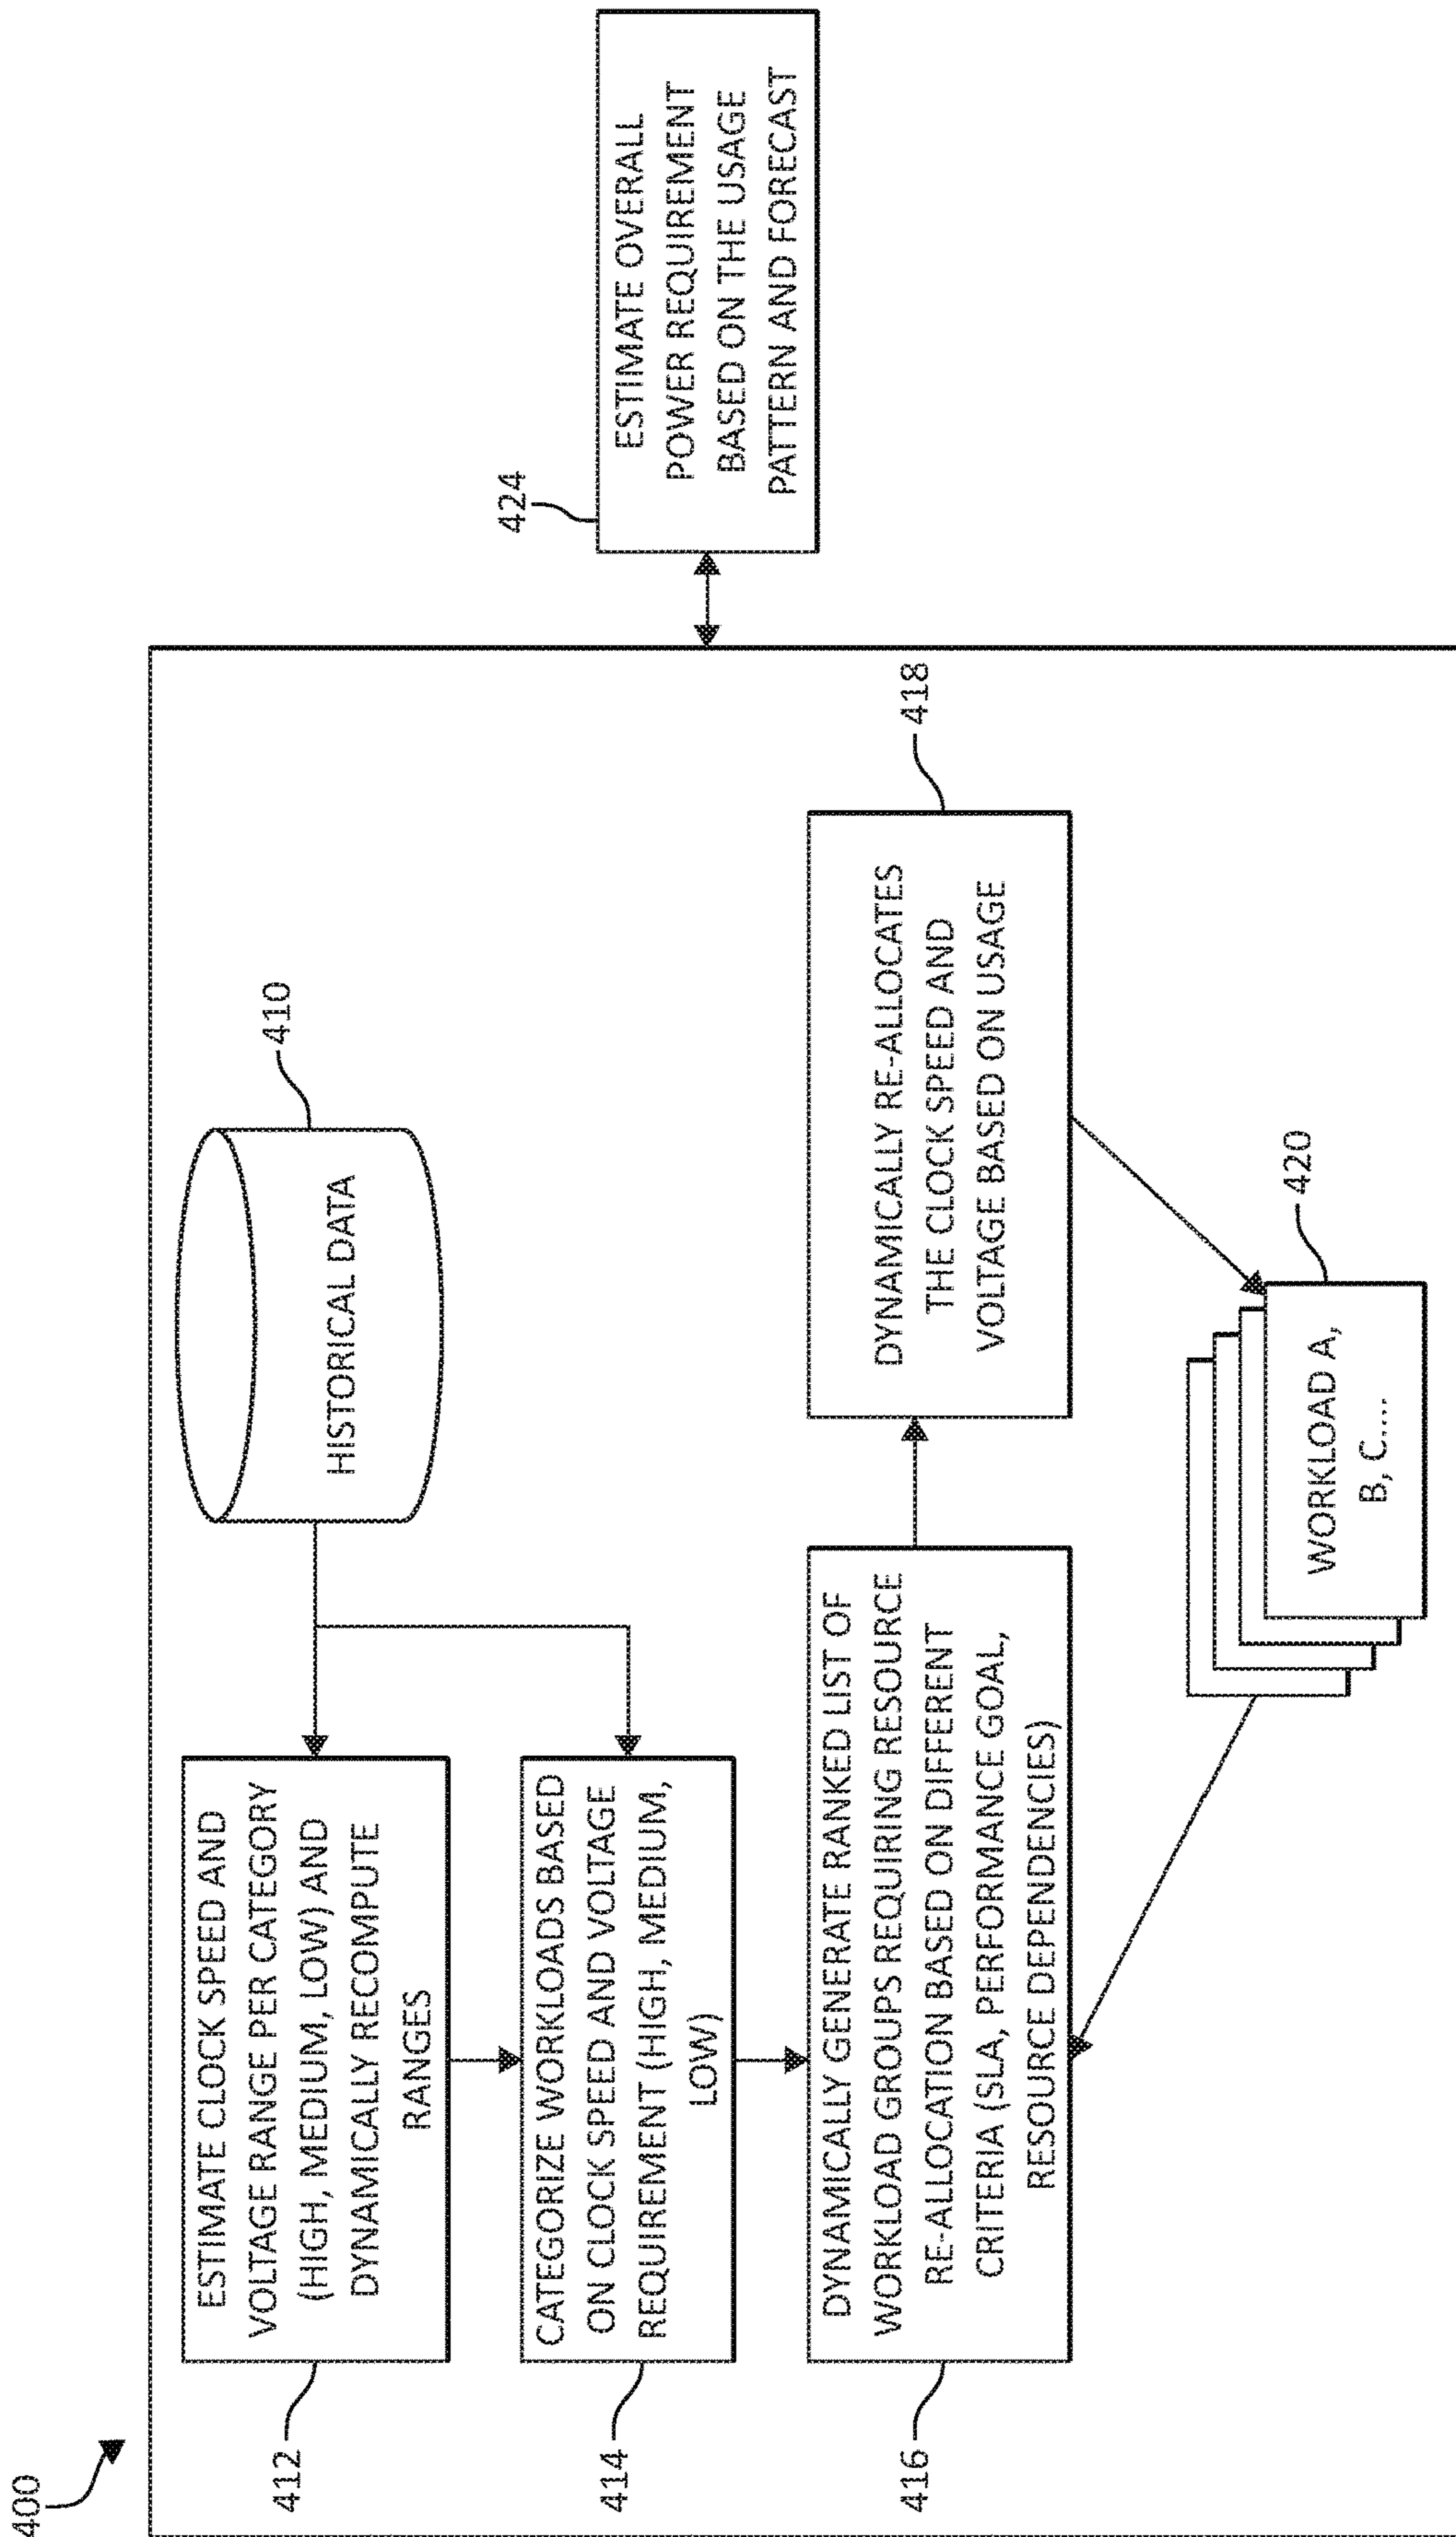 400
410
HISTORICAL DATA
412
ESTIMATE CLOCK SPEED AND
VOLTAGE RANGE PER CATEGORY
(HIGH, MEDIUM, LOW) AND
DYNAMICALLY RECOMPUTE
RANGES
414
CATEGORIZE WORKLOADS BASED
ON CLOCK SPEED AND VOLTAGE
REQUIREMENT (HIGH, MEDIUM,
LOW)
416
DYNAMICALLY GENERATE RANKED LIST OF
WORKLOAD GROUPS REQUIRING RESOURCE
RE-ALLOCATION BASED ON DIFFERENT
CRITERIA (SLA, PERFORMANCE GOAL,
RESOURCE DEPENDENCIES)
418
DYNAMICALLY RE-ALLOCATES
THE CLOCK SPEED AND
VOLTAGE BASED ON USAGE
420
WORKLOAD A,
B, C....
424
ESTIMATE OVERALL
POWER REQUIREMENT
BASED ON THE USAGE
PATTERN AND FORECAST